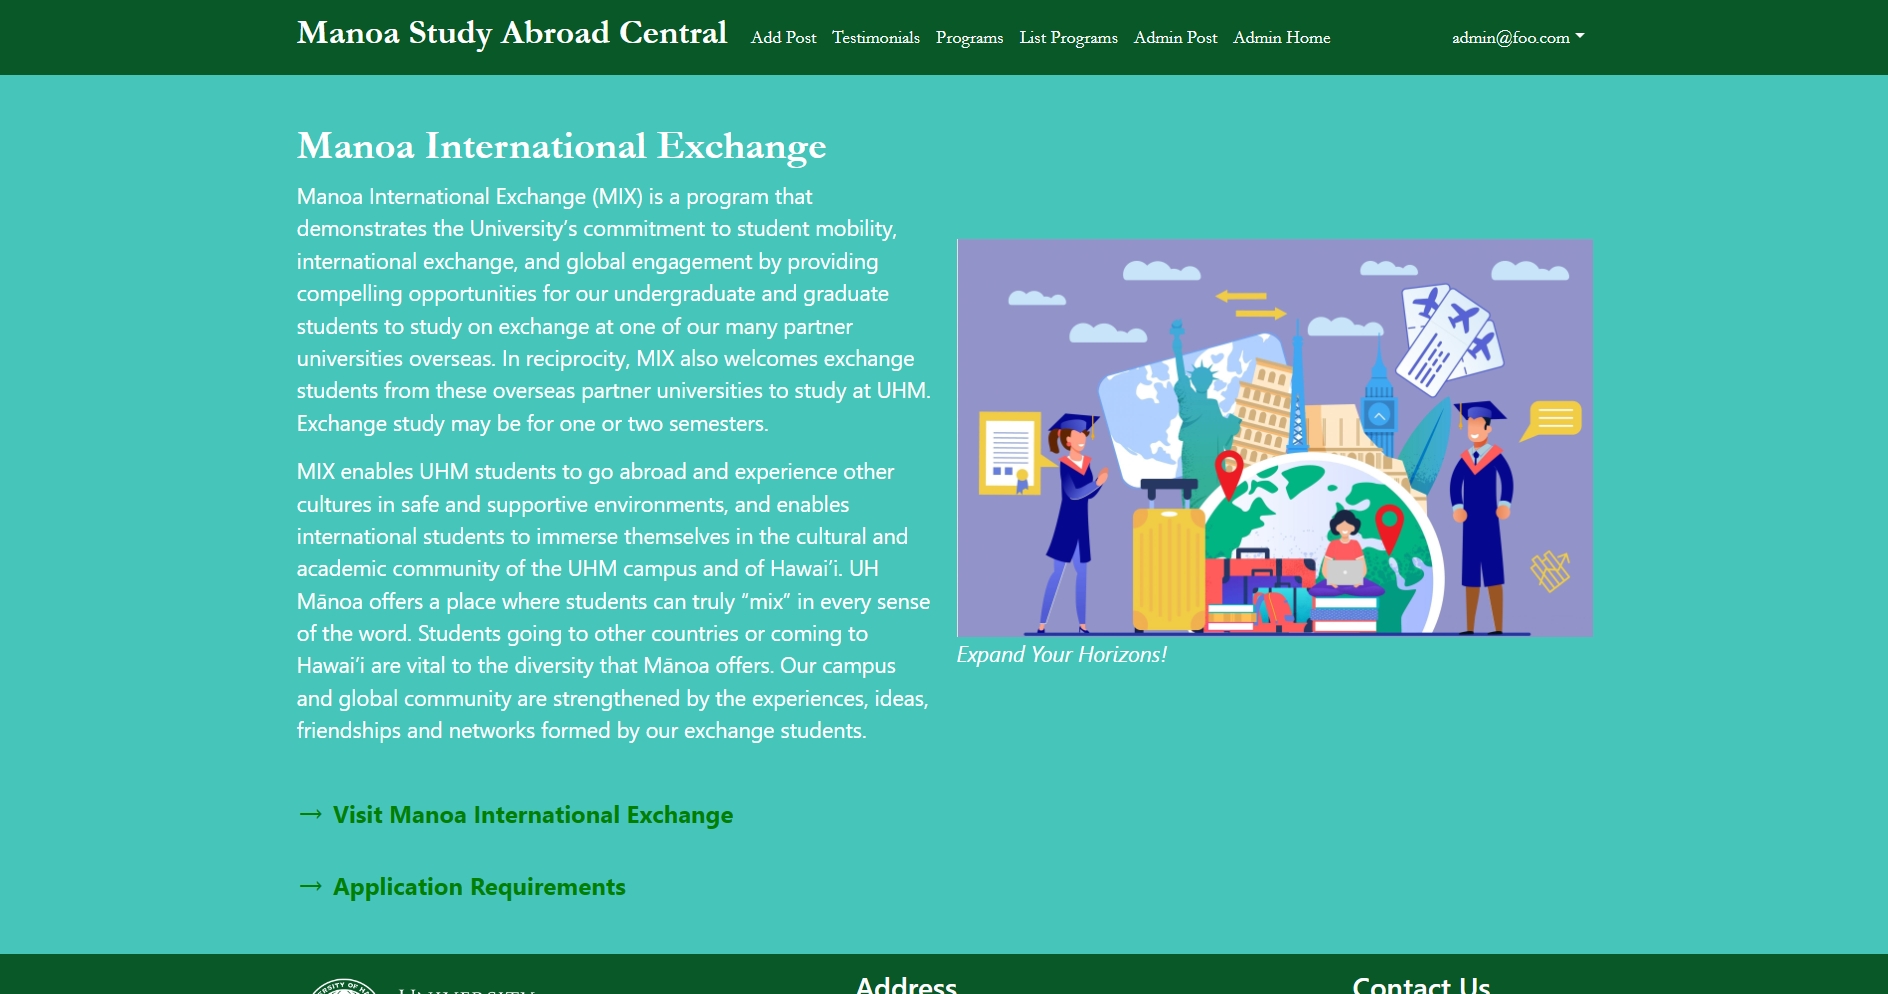 Manoa Study Abroad Central Add Post Testimonials Programs List Programs Admin Post Admin Home admin@foo.com
Manoa International Exchange
Manoa International Exchange (MIX) is a program that
demonstrates the University’s commitment to student mobility,
international exchange, and global engagement by providing
compelling opportunities for our undergraduate and graduate
students to study on exchange at one of our many partner
universities overseas. In reciprocity, MIX also welcomes exchange
students from these overseas partner universities to study at UHM.
Exchange study may be for one or two semesters.
MIX enables UHM students to go abroad and experience other
cultures in safe and supportive environments, and enables
international students to immerse themselves in the cultural and
academic community of the UHM campus and of Hawai’i. UH
Mānoa offers a place where students can truly “mix” in every sense
of the word. Students going to other countries or coming to
Hawai’i are vital to the diversity that Mānoa offers. Our campus
and global community are strengthened by the experiences, ideas,
friendships and networks formed by our exchange students.
Expand Your Horizons!
→ Visit Manoa International Exchange
→ Application Requirements
UNIVERSITY
Address
Contact Us